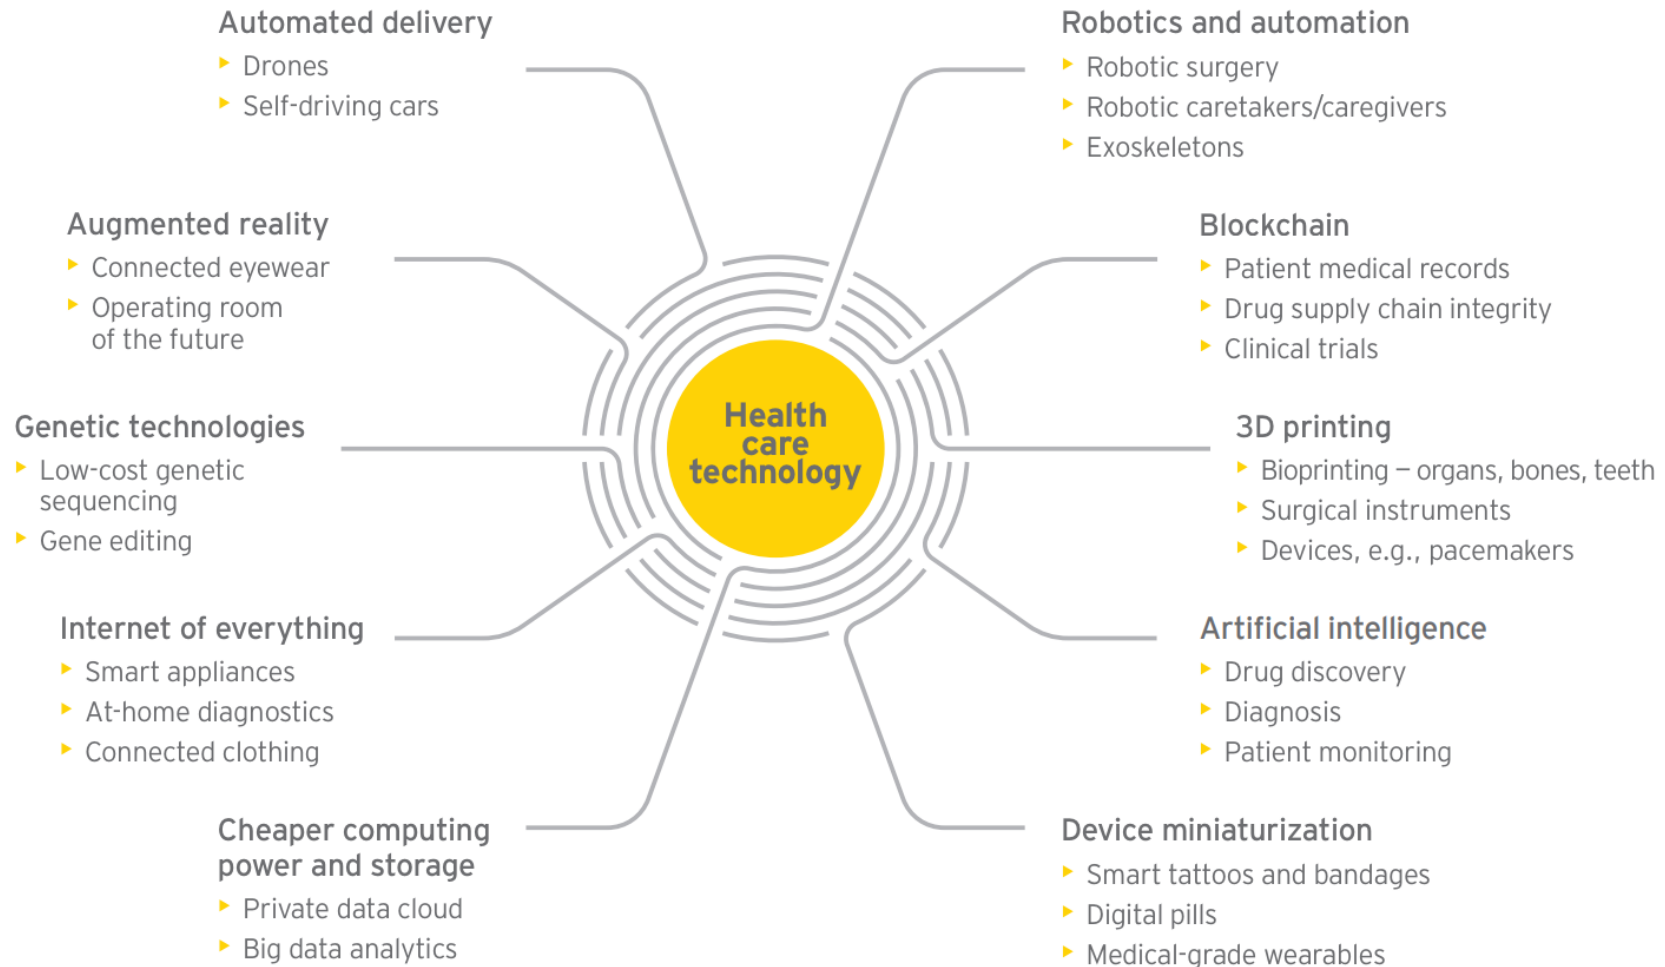 Automated delivery
Drones
Self-driving cars
Robotics and automation
Robotic surgery
Robotic caretakers/caregivers
Exoskeletons
Augmented reality
Connected eyewear
Operating room
of the future
Blockchain
Patient medical records
Drug supply chain integrity
Clinical trials
Health
care
technology
Genetic technologies
Low-cost genetic
sequencing
Gene editing
3D printing
Bioprinting – organs, bones, teeth
Surgical instruments
Devices, e.g., pacemakers
Internet of everything
Smart appliances
At-home diagnostics
Connected clothing
Artificial intelligence
Drug discovery
Diagnosis
Patient monitoring
Cheaper computing
power and storage
Private data cloud
Big data analytics
Device miniaturization
Smart tattoos and bandages
Digital pills
Medical-grade wearables